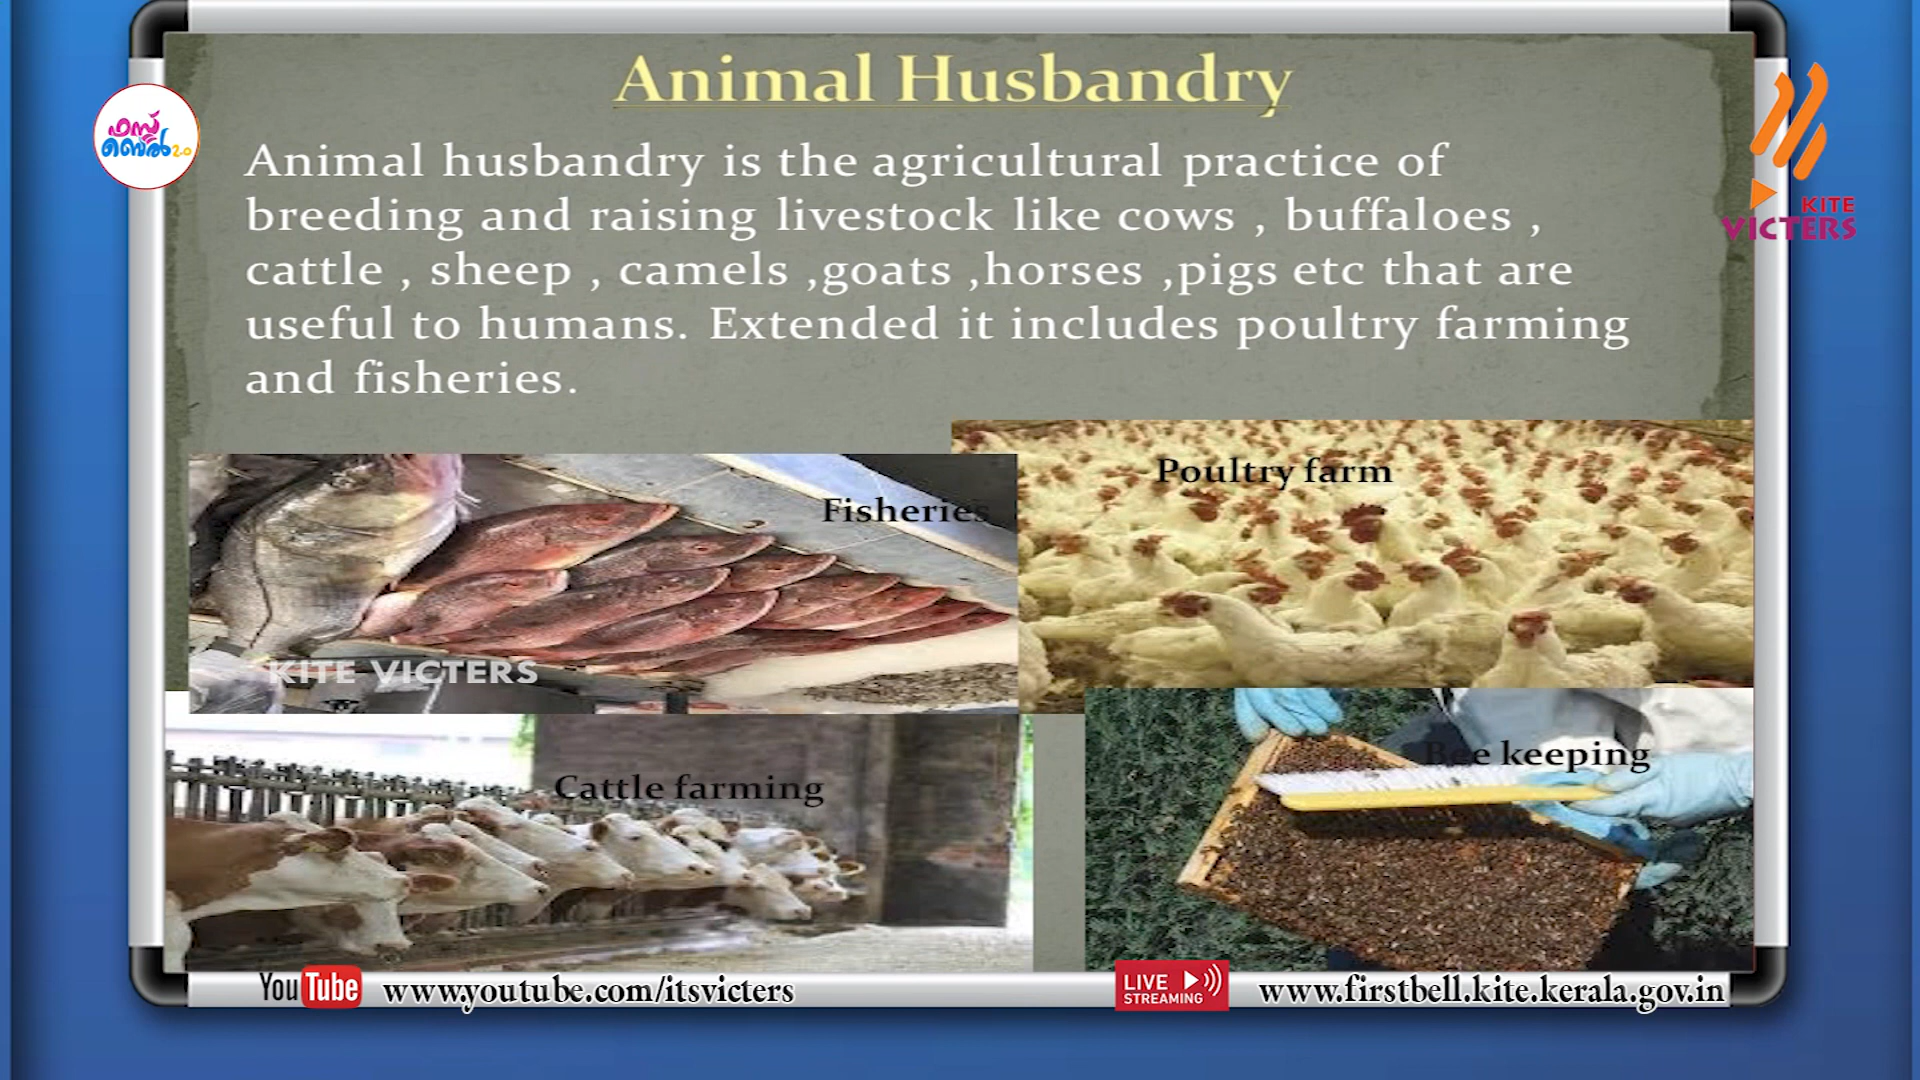 Animal Husbandry
ഫസ്റ്റ്
ബെൽ 2.0
Animal husbandry is the agricultural practice of
breeding and raising livestock like cows , buffaloes ,
cattle , sheep , camels ,goats ,horses ,pigs etc that are
useful to humans. Extended it includes poultry farming
and fisheries.
KITE
VICTERS
Poultry farm
Fisheries
KITE VICTERS
Bee keeping
Cattle farming
YouTube www.youtube.com/itsvicters
LIVE
STREAMING
www.firstbell.kite.kerala.gov.in